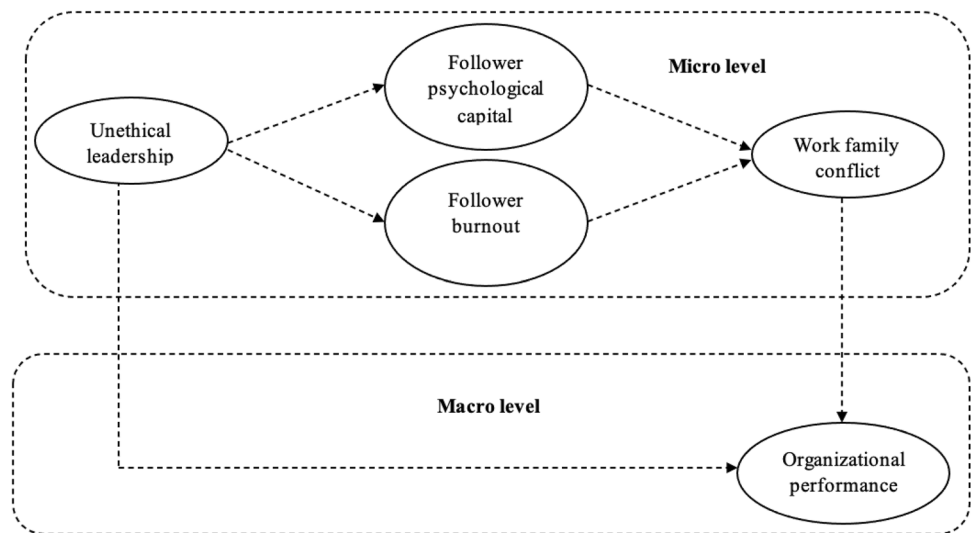 Follower
psychological
capital
Micro level
Unethical
leadership
Work family
conflict
Follower
burnout
Macro level
Organizational
performance